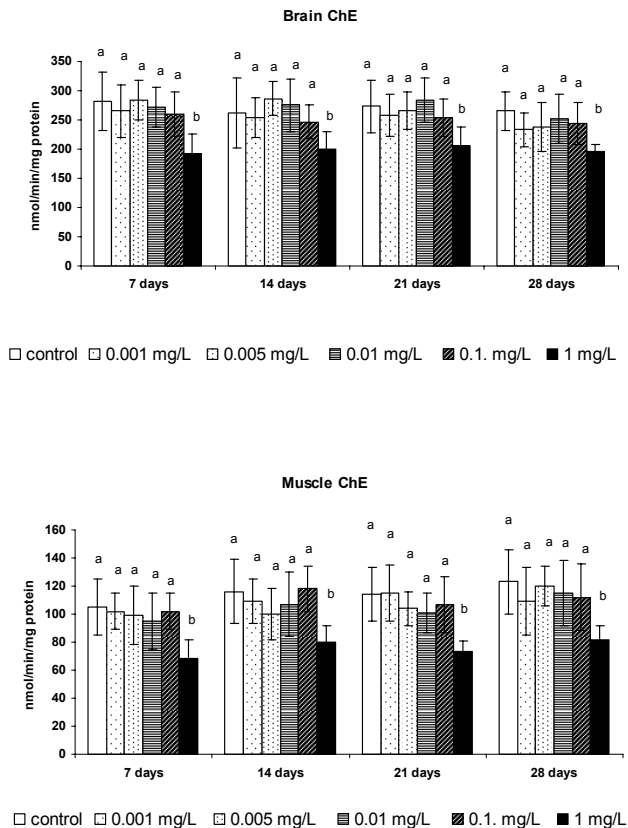 Brain ChE
a a a a a b a a a a a b a a a a a b a a a a a b
350
300
250
200
150
100
50
0
nmol/min/mg protein
7 days 14 days 21 days 28 days
control 0.001 mg/L 0.005 mg/L 0.01 mg/L 0.1. mg/L 1 mg/L
Muscle ChE
a a a a a b a a a a a b a a a a a b a a a a a b
160
140
120
100
80
60
40
20
0
nmol/min/mg protein
7 days 14 days 21 days 28 days
control 0.001 mg/L 0.005 mg/L 0.01 mg/L 0.1. mg/L 1 mg/L